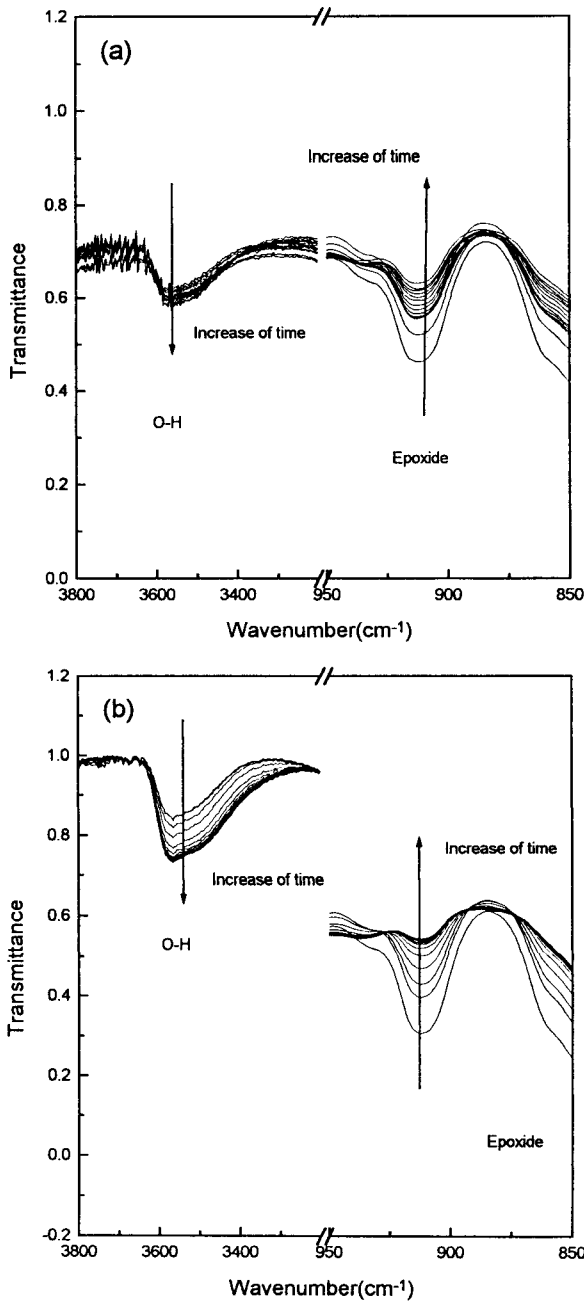 (a)
1.2
1.0
0.8
0.6
0.4
0.2
0.0
Transmittance
Increase of time
Increase of time
O-H
Epoxide
3800 3600 3400 950 900 850
Wavenumber(cm⁻¹)
(b)
1.2
1.0
0.8
0.6
0.4
0.2
0.0
-0.2
Transmittance
Increase of time
Increase of time
O-H
Epoxide
3800 3600 3400 950 900 850
Wavenumber(cm⁻¹)